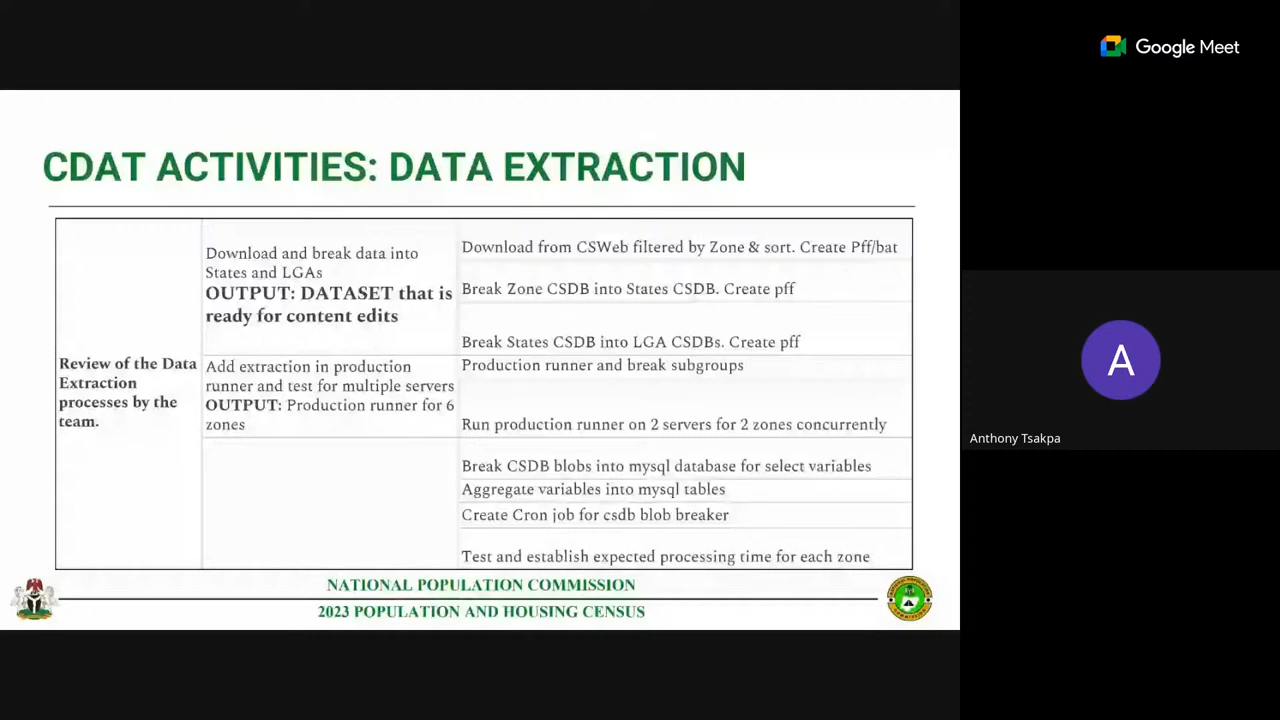 Google Meet
CDAT ACTIVITIES: DATA EXTRACTION
Review of the Data
Extraction
processes by the
team.
Download and break data into
States and LGAs
OUTPUT: DATASET that is
ready for content edits
Download from CSWeb filtered by Zone & sort. Create Pff/bat
Break Zone CSDB into States CSDB. Create pff
Break States CSDB into LGA CSDBs. Create pff
Add extraction in production
runner and test for multiple servers
OUTPUT: Production runner for 6
zones
Production runner and break subgroups
Run production runner on 2 servers for 2 zones concurrently
Break CSDB blobs into mysql database for select variables
Aggregate variables into mysql tables
Create Cron job for csdb blob breaker
Test and establish expected processing time for each zone
NATIONAL POPULATION COMMISSION
2023 POPULATION AND HOUSING CENSUS
A
Anthony Tsakpa